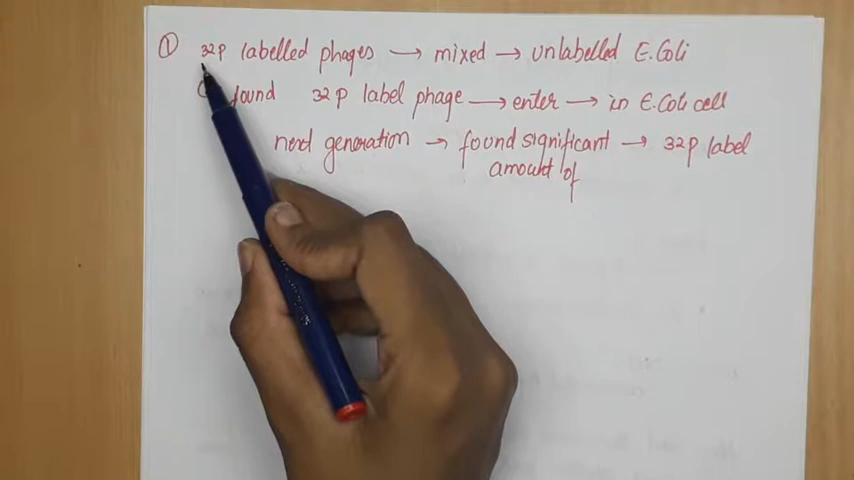 ① 32p labelled phages → mixed → unlabelled E.Coli
found 32p label phage → enter → in E.Coli cell
next generation → found significant → 32p label
amount of